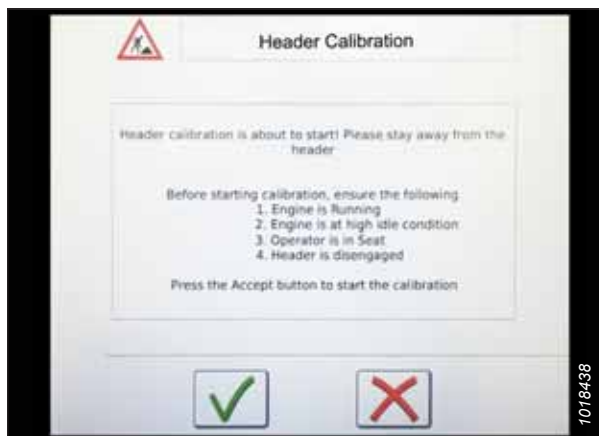 Header Calibration
Header calibration is about to start! Please stay away from the
header
Before starting calibration, ensure the following
1. Engine is Running
2. Engine is at high idle condition
3. Operator is in Seat
4. Header is disengaged
Press the Accept button to start the calibration
1018438